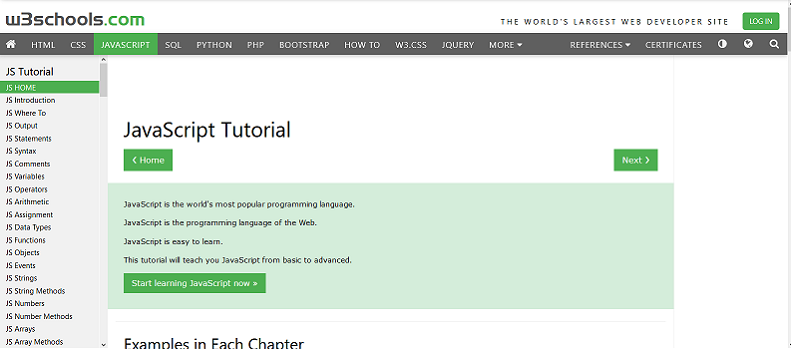 w3schools.com
THE WORLD'S LARGEST WEB DEVELOPER SITE
LOG IN
HTML CSS JAVASCRIPT SQL PYTHON PHP BOOTSTRAP HOW TO W3.CSS JQUERY MORE REFERENCES CERTIFICATES
JS Tutorial
JS HOME
JS Introduction
JS Where To
JS Output
JS Statements
JS Syntax
JS Comments
JS Variables
JS Operators
JS Arithmetic
JS Assignment
JS Data Types
JS Functions
JS Objects
JS Events
JS Strings
JS String Methods
JS Numbers
JS Number Methods
JS Arrays
JS Array Methods
JavaScript Tutorial
❮ Home
Next ❯
JavaScript is the world's most popular programming language.
JavaScript is the programming language of the Web.
JavaScript is easy to learn.
This tutorial will teach you JavaScript from basic to advanced.
Start learning JavaScript now »
Examples in Each Chapter